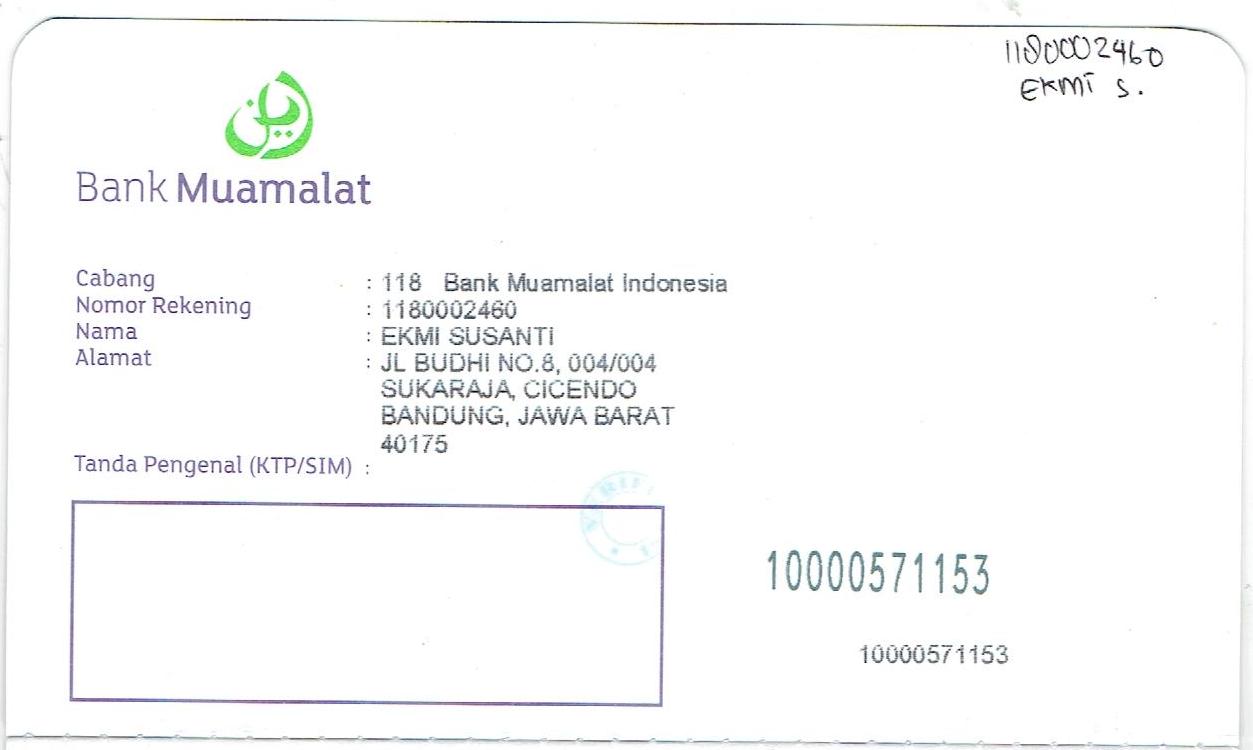 1180002460
EKMI S.
Bank Muamalat
Cabang : 118 Bank Muamalat Indonesia
Nomor Rekening : 1180002460
Nama : EKMI SUSANTI
Alamat : JL BUDHI NO.8, 004/004
SUKARAJA, CICENDO
BANDUNG, JAWA BARAT
40175
Tanda Pengenal (KTP/SIM) :
10000571153
10000571153